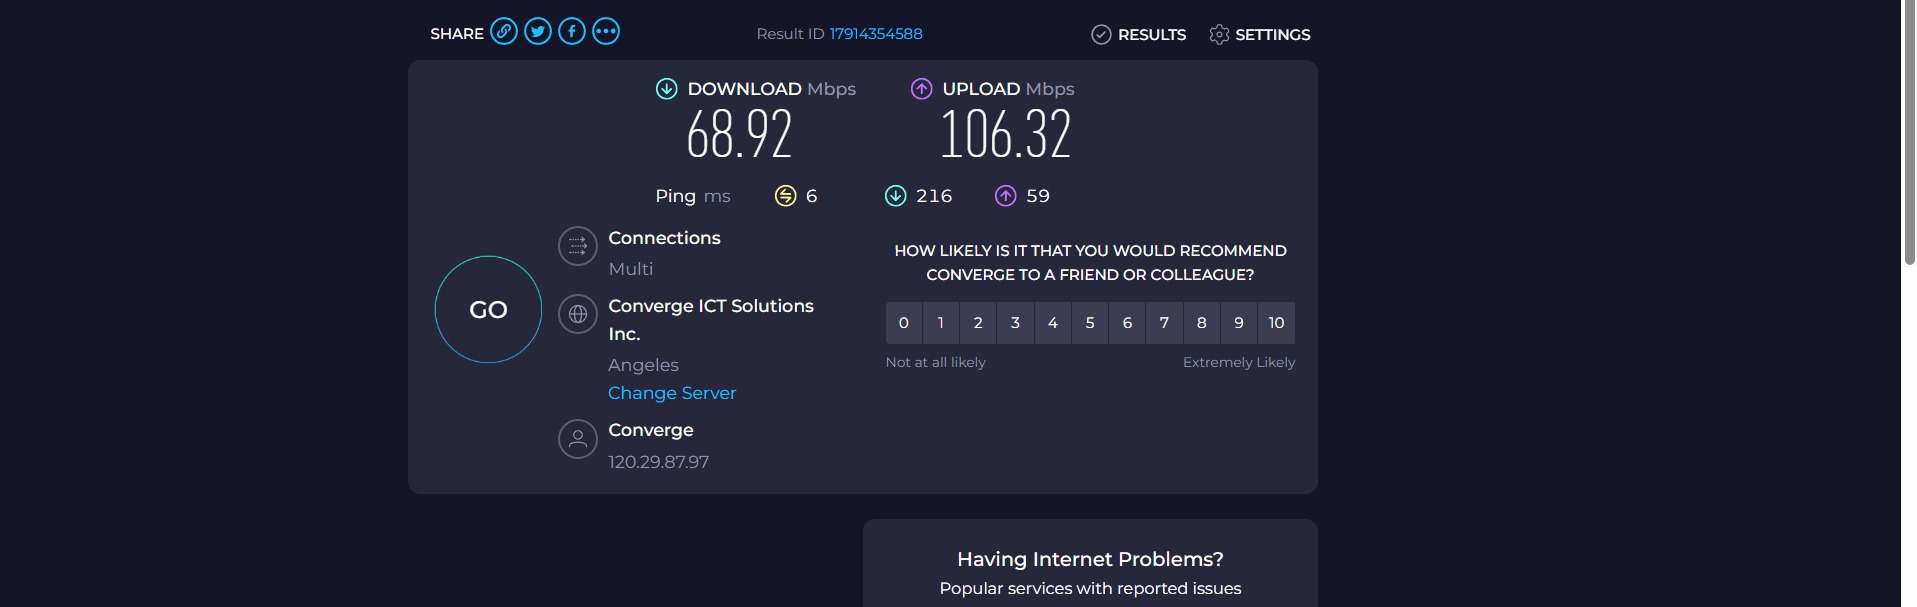 SHARE
Result ID 17914354588
RESULTS
SETTINGS
DOWNLOAD Mbps
68.92
UPLOAD Mbps
106.32
Ping ms 6 216 59
GO
Connections
Multi
Converge ICT Solutions
Inc.
Angeles
Change Server
Converge
120.29.87.97
HOW LIKELY IS IT THAT YOU WOULD RECOMMEND
CONVERGE TO A FRIEND OR COLLEAGUE?
0 1 2 3 4 5 6 7 8 9 10
Not at all likely
Extremely Likely
Having Internet Problems?
Popular services with reported issues